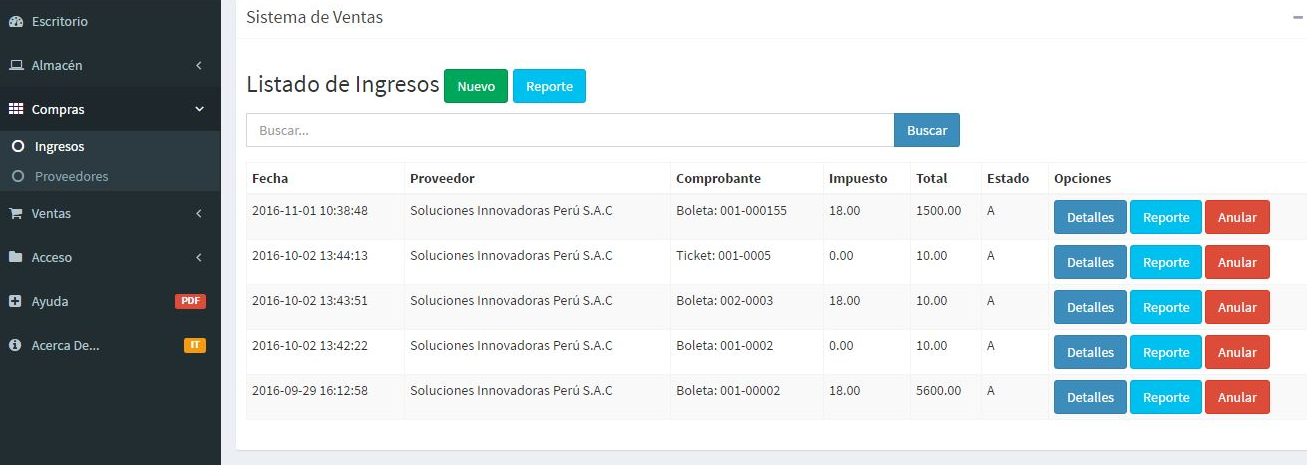 Sistema de Ventas
Escritorio
Almacén
Compras
Ingresos
Proveedores
Ventas
Acceso
Ayuda PDF
Acerca De... IT
Listado de Ingresos Nuevo Reporte
Buscar... Buscar
Fecha Proveedor Comprobante Impuesto Total Estado Opciones
2016-11-01 10:38:48 Soluciones Innovadoras Perú S.A.C Boleta: 001-000155 18.00 1500.00 A Detalles Reporte Anular
2016-10-02 13:44:13 Soluciones Innovadoras Perú S.A.C Ticket: 001-0005 0.00 10.00 A Detalles Reporte Anular
2016-10-02 13:43:51 Soluciones Innovadoras Perú S.A.C Boleta: 002-0003 18.00 10.00 A Detalles Reporte Anular
2016-10-02 13:42:22 Soluciones Innovadoras Perú S.A.C Boleta: 001-0002 0.00 10.00 A Detalles Reporte Anular
2016-09-29 16:12:58 Soluciones Innovadoras Perú S.A.C Boleta: 001-00002 18.00 5600.00 A Detalles Reporte Anular